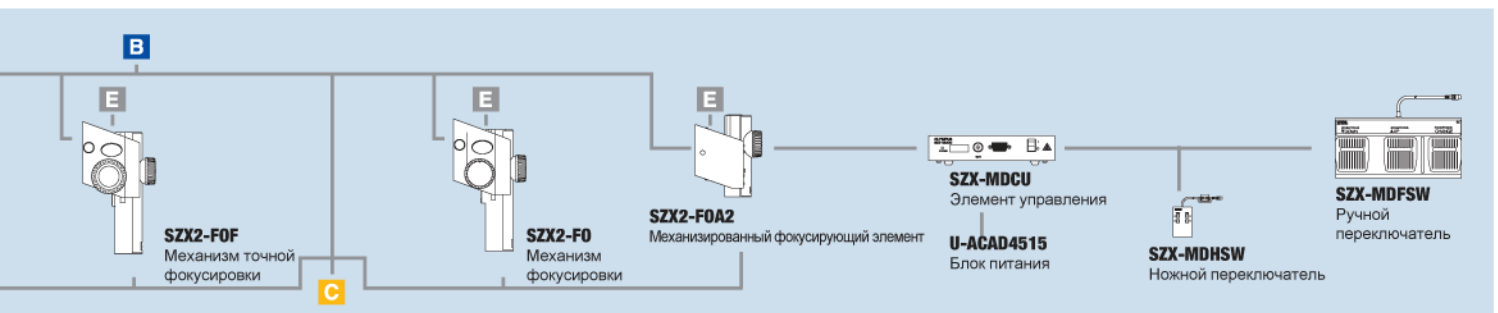 B
E
E
E
SZX2-FOF
Механизм точной
фокусировки
SZX2-FO
Механизм
фокусировки
SZX2-FOA2
Механизированный фокусирующий элемент
SZX-MDCU
Элемент управления
U-ACAD4515
Блок питания
SZX-MDHSW
Ножной переключатель
SZX-MDFSW
Ручной
переключатель
C